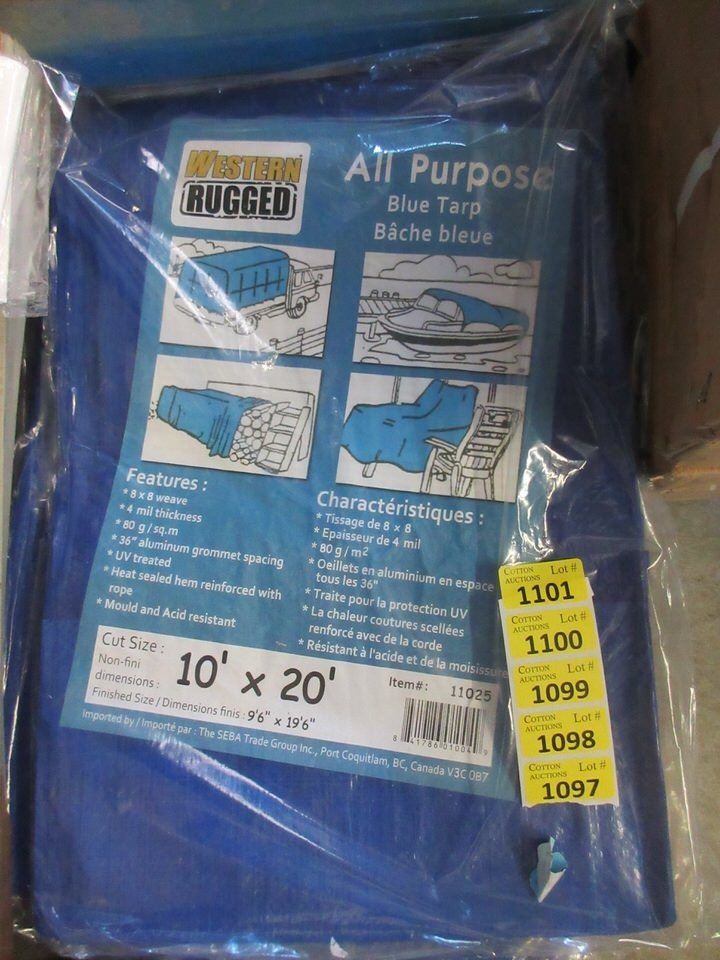 WESTERN
RUGGED
All Purpose
Blue Tarp
Bâche bleue
Features :
* 8 x 8 weave
* 4 mil thickness
* 80 g/sq.m
* 36" aluminum grommet spacing
* UV treated
* Heat sealed hem reinforced with
rope
* Mould and Acid resistant
Charactéristiques :
* Tissage de 8 x 8
* Epaisseur de 4 mil
* 80 g / m2
* Oeillets en aluminium en espace
tous les 36"
* Traite pour la protection UV
* La chaleur coutures scellées
renforcé avec de la corde
* Résistant à l'acide et de la moisissure
Cut Size :
Non-fini
dimensions :
10' x 20'
Item#: 11025
Finished Size / Dimensions finis : 9'6" x 19'6"
8 41786 01004 9
Imported by / Importé par : The SEBA Trade Group Inc., Port Coquitlam, BC, Canada V3C 0B7
COTTON AUCTIONS Lot #
1101
COTTON AUCTIONS Lot #
1100
COTTON AUCTIONS Lot #
1099
COTTON AUCTIONS Lot #
1098
COTTON AUCTIONS Lot #
1097